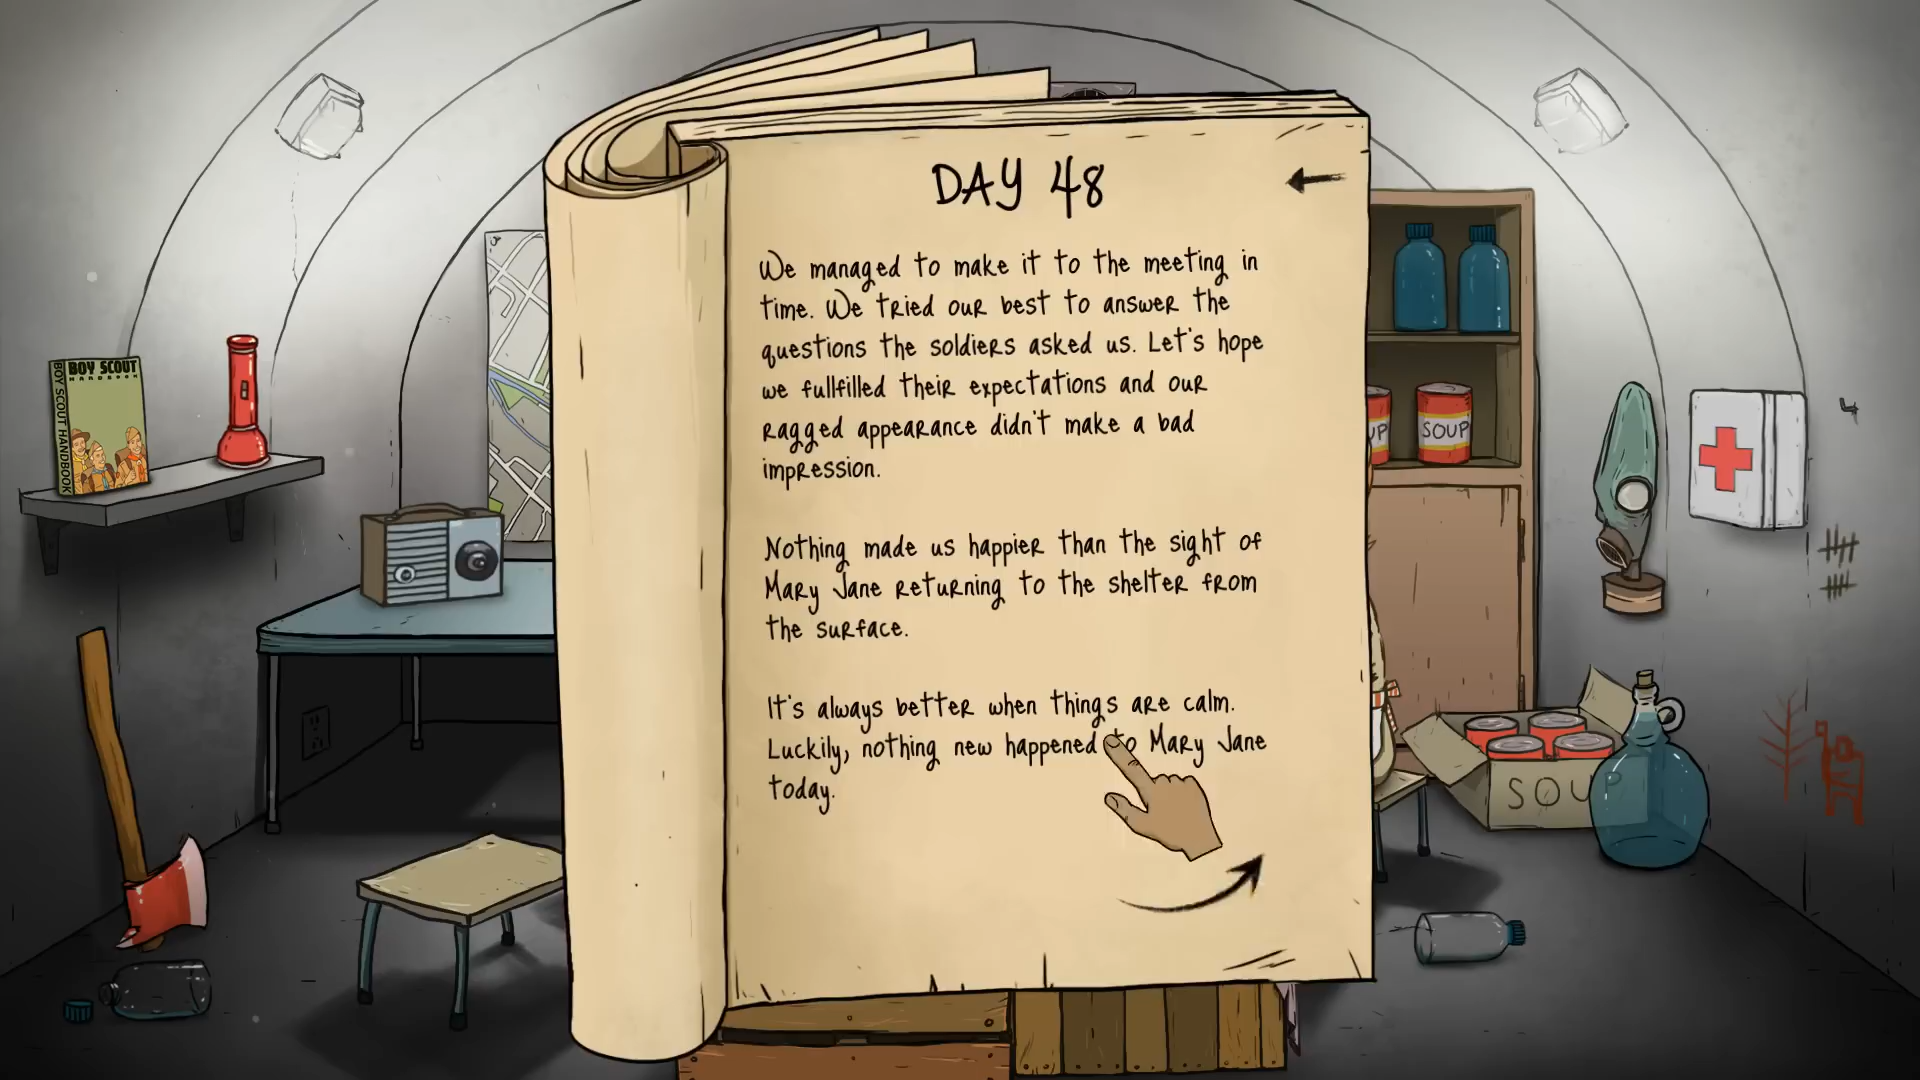 DAY 48
We managed to make it to the meeting in
time. We tried our best to answer the
questions the soldiers asked us. Let's hope
we fullfilled their expectations and our
ragged appearance didn't make a bad
impression.
Nothing made us happier than the sight of
Mary Jane returning to the shelter from
the surface.
It's always better when things are calm.
Luckily, nothing new happened to Mary Jane
today.
BOY SCOUT
HANDBOOK
BOY SCOUT HANDBOOK
UP
SOUP
SOU